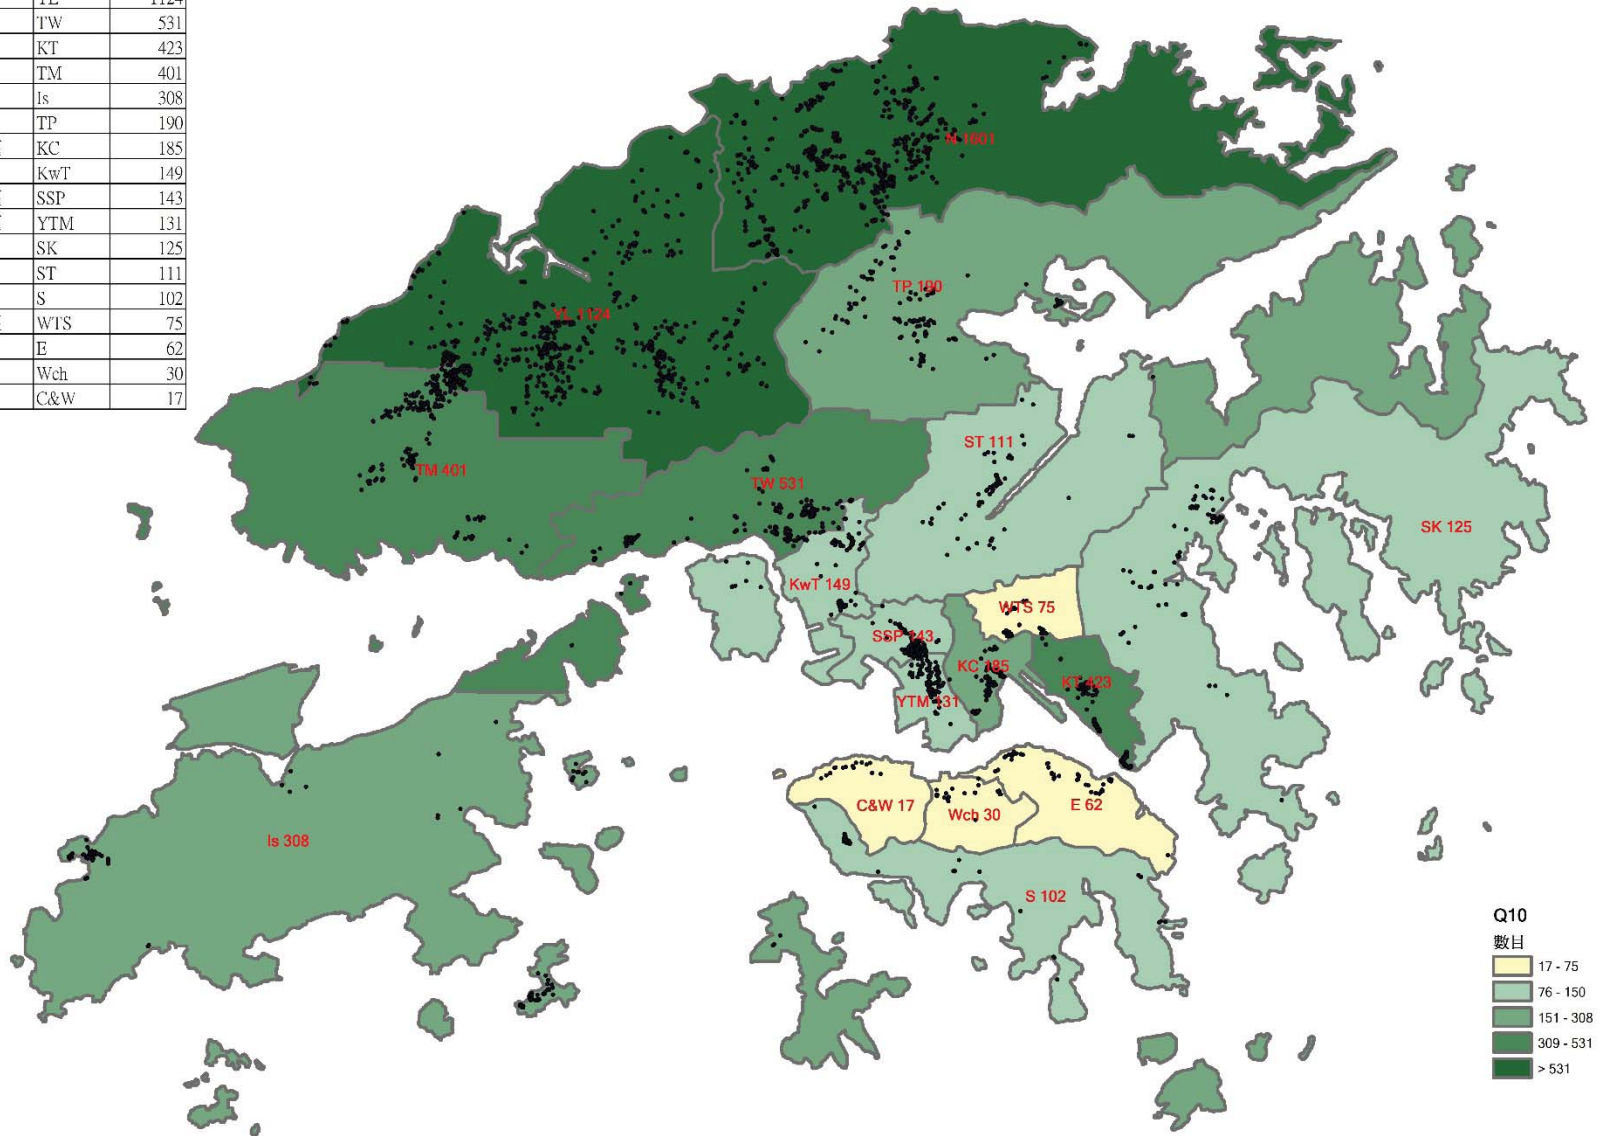 YL 1124
TW 531
KT 423
TM 401
Is 308
TP 190
KC 185
KwT 149
SSP 143
YTM 131
SK 125
ST 111
S 102
WTS 75
E 62
Wch 30
C&W 17
N 1601
TP 190
YL 1124
ST 111
TM 401
TW 531
SK 125
KwT 149
WTS 75
SSP 143
KC 185
KT 423
YTM 131
C&W 17
Wch 30
E 62
Is 308
S 102
Q10
數目
17 - 75
76 - 150
151 - 308
309 - 531
> 531